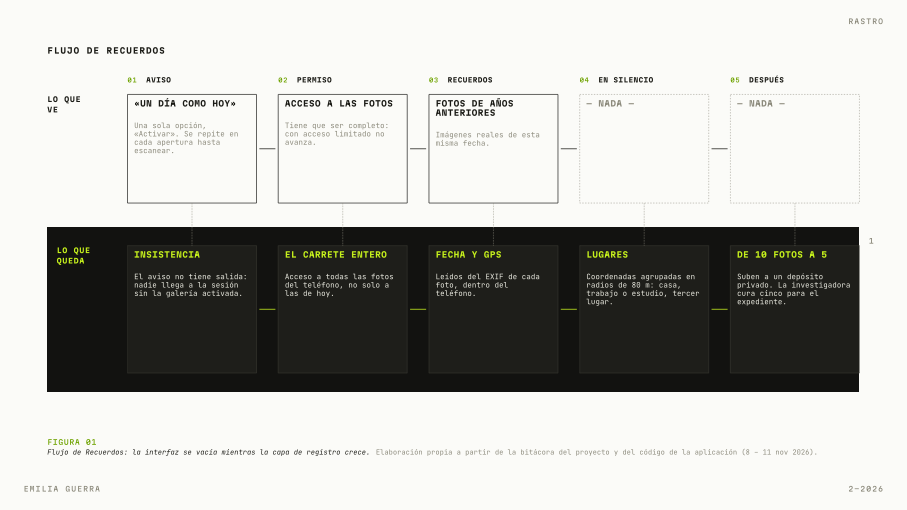 RASTRO
FLUJO DE RECUERDOS
01 AVISO
02 PERMISO
03 RECUERDOS
04 EN SILENCIO
05 DESPUÉS
LO QUE
VE
«UN DÍA COMO HOY»
Una sola opción,
«Activar». Se repite en
cada apertura hasta
escanear.
ACCESO A LAS FOTOS
Tiene que ser completo:
con acceso limitado no
avanza.
FOTOS DE AÑOS
ANTERIORES
Imágenes reales de esta
misma fecha.
— NADA —
— NADA —
1
LO QUE
QUEDA
INSISTENCIA
El aviso no tiene salida:
nadie llega a la sesión
sin la galería activada.
EL CARRETE ENTERO
Acceso a todas las fotos
del teléfono, no solo a
las de hoy.
FECHA Y GPS
Leídos del EXIF de cada
foto, dentro del
teléfono.
LUGARES
Coordenadas agrupadas en
radios de 80 m: casa,
trabajo o estudio, tercer
lugar.
DE 10 FOTOS A 5
Suben a un depósito
privado. La investigadora
cura cinco para el
expediente.
FIGURA 01
Flujo de Recuerdos: la interfaz se vacía mientras la capa de registro crece. Elaboración propia a partir de la bitácora del proyecto y del código de la aplicación (8 – 11 nov 2026).
EMILIA GUERRA
2—2026